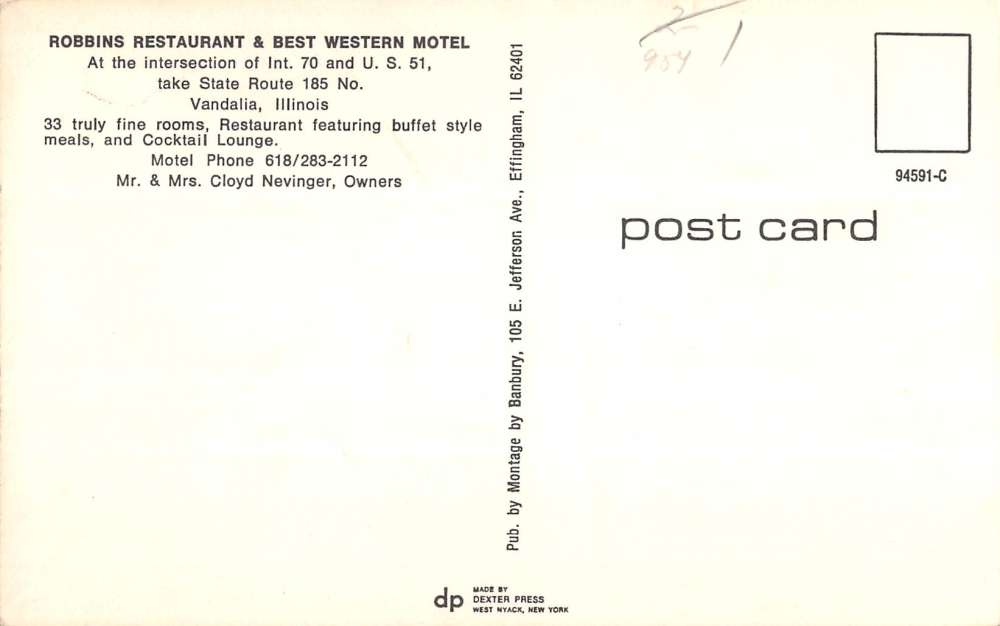 ROBBINS RESTAURANT & BEST WESTERN MOTEL
At the intersection of Int. 70 and U. S. 51,
take State Route 185 No.
Vandalia, Illinois
33 truly fine rooms, Restaurant featuring buffet style
meals, and Cocktail Lounge.
Motel Phone 618/283-2112
Mr. & Mrs. Cloyd Nevinger, Owners
Pub. by Montage by Banbury, 105 E. Jefferson Ave., Effingham, IL 62401
94591-C
post card
dp
MADE BY
DEXTER PRESS
WEST NYACK, NEW YORK